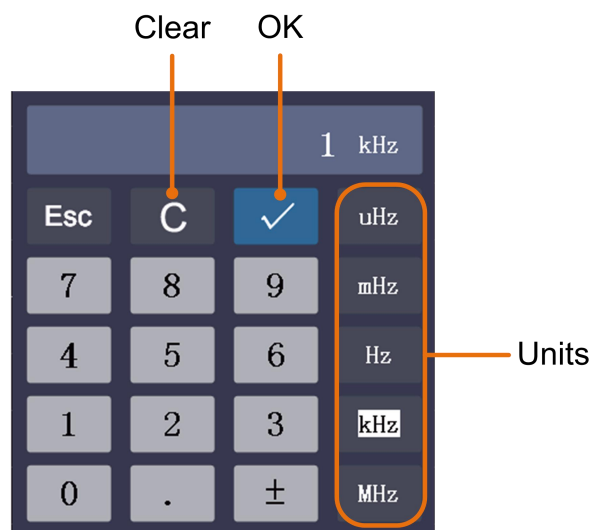 Clear OK
1 kHz
Esc C ✓ uHz
7 8 9 mHz
4 5 6 Hz
Units
1 2 3 kHz
0 . ± MHz